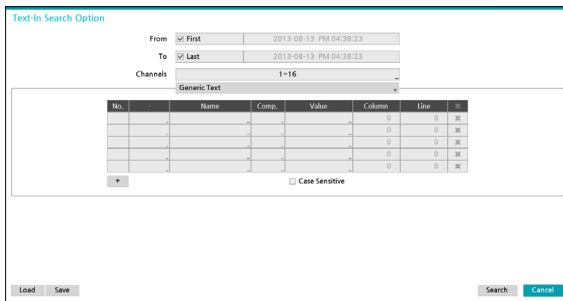 Text-In Search Option
From First 2013-08-13 PM 04:38:23
To Last 2013-08-13 PM 04:38:23
Channels 1~16
Generic Text
No. - Name Comp. Value Column Line ✖
0 0 ✖
0 0 ✖
0 0 ✖
0 0 ✖
0 0 ✖
+ Case Sensitive
Load Save Search Cancel